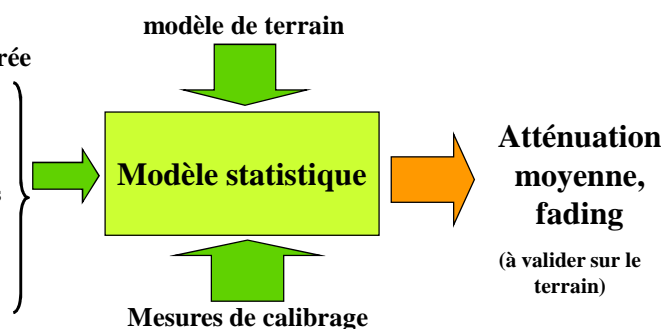 modèle de terrain
Modèle statistique
Atténuation
moyenne,
fading
(à valider sur le
terrain)
Mesures de calibrage